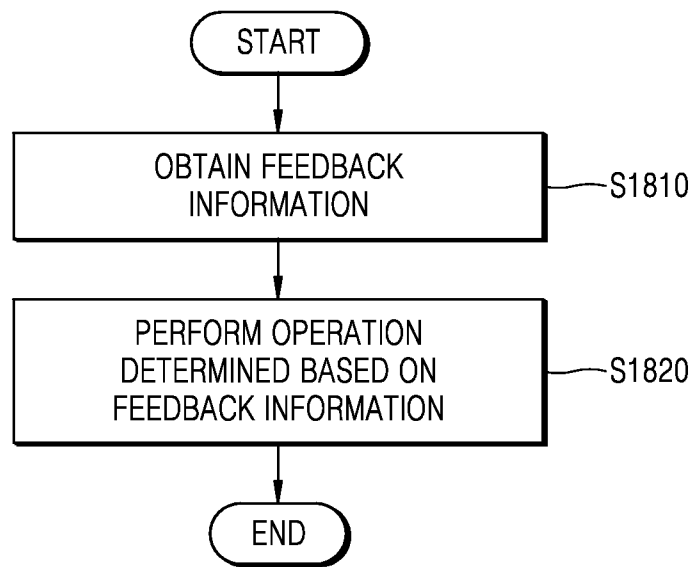 START
OBTAIN FEEDBACK
INFORMATION
S1810
PERFORM OPERATION
DETERMINED BASED ON
FEEDBACK INFORMATION
S1820
END